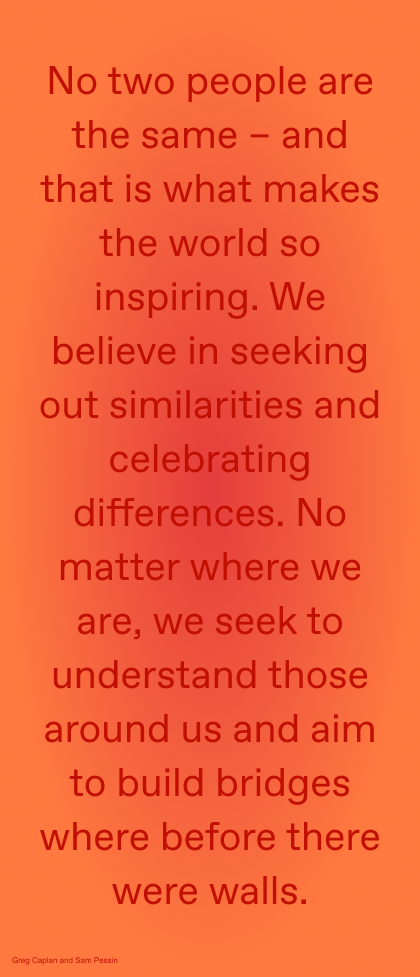 No two people are
the same – and
that is what makes
the world so
inspiring. We
believe in seeking
out similarities and
celebrating
differences. No
matter where we
are, we seek to
understand those
around us and aim
to build bridges
where before there
were walls.
Greg Caplan and Sam Pessin